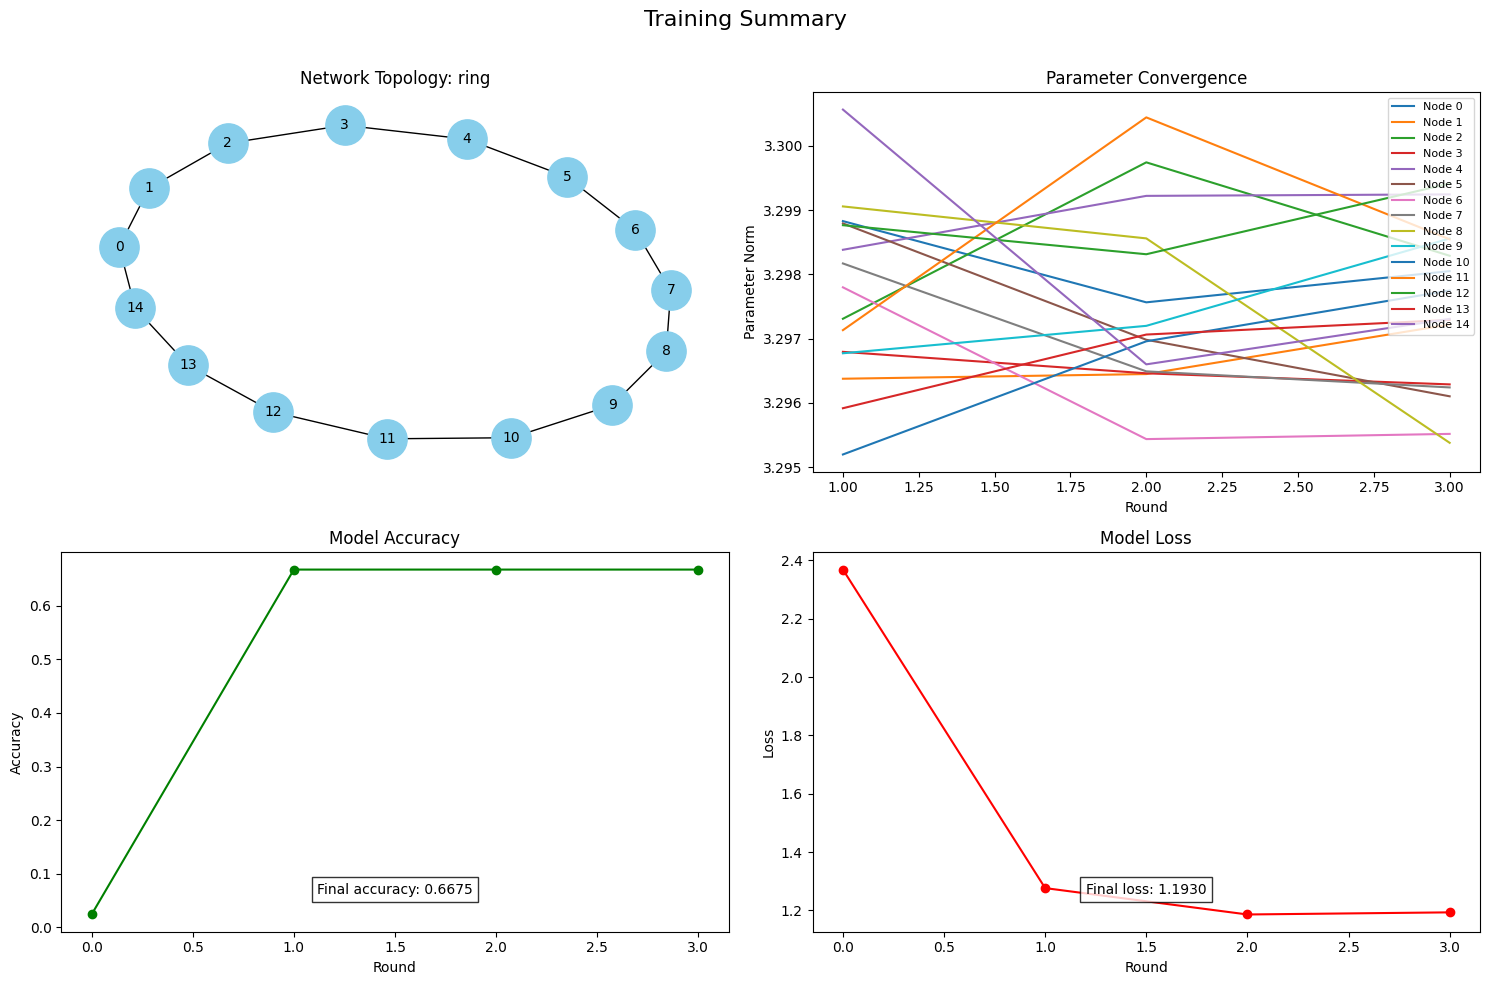 Training Summary
Network Topology: ring
3
4
2
5
1
6
0
7
14
8
13
9
12
10
11
Parameter Convergence
Parameter Norm
3.300
3.299
3.298
3.297
3.296
3.295
1.00 1.25 1.50 1.75 2.00 2.25 2.50 2.75 3.00
Round
Node 0
Node 1
Node 2
Node 3
Node 4
Node 5
Node 6
Node 7
Node 8
Node 9
Node 10
Node 11
Node 12
Node 13
Node 14
Model Accuracy
Accuracy
0.6
0.5
0.4
0.3
0.2
0.1
0.0
Final accuracy: 0.6675
0.0 0.5 1.0 1.5 2.0 2.5 3.0
Round
Model Loss
Loss
2.4
2.2
2.0
1.8
1.6
1.4
1.2
Final loss: 1.1930
0.0 0.5 1.0 1.5 2.0 2.5 3.0
Round